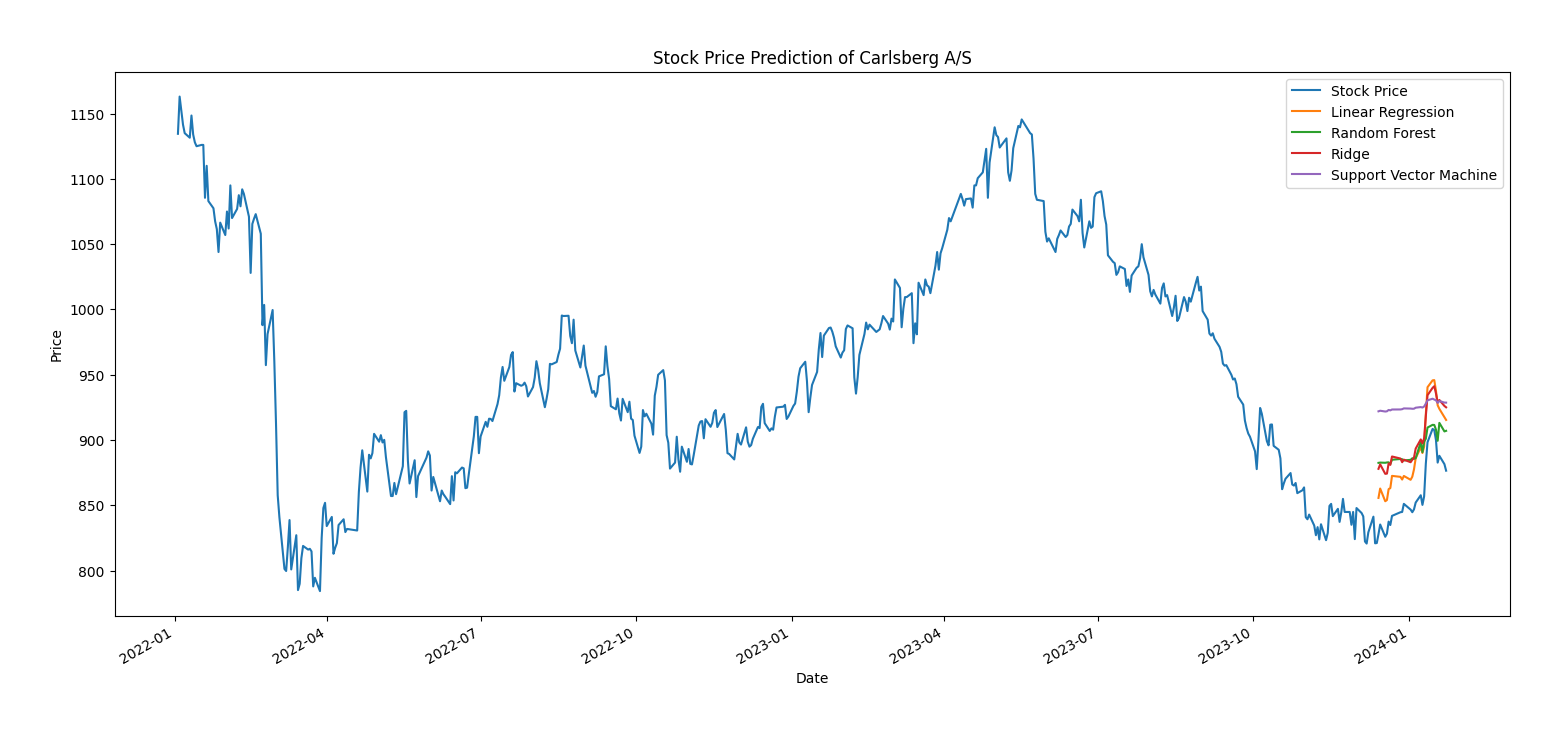 Stock Price Prediction of Carlsberg A/S
Stock Price
Linear Regression
Random Forest
Ridge
Support Vector Machine
Price
1150
1100
1050
1000
950
900
850
800
2022-01
2022-04
2022-07
2022-10
2023-01
2023-04
2023-07
2023-10
2024-01
Date